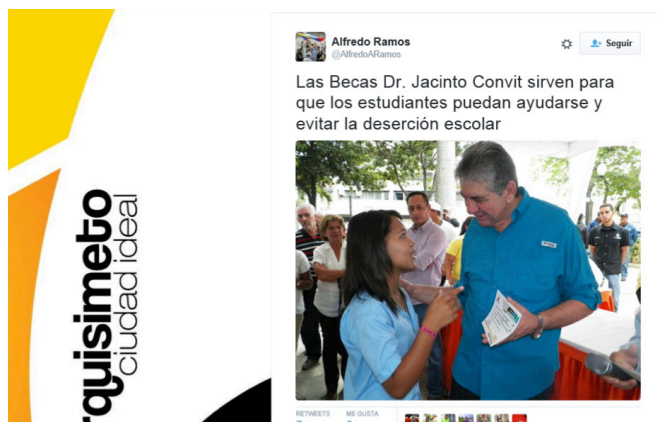 Alfredo Ramos
@AlfredoARamos
Seguir
Las Becas Dr. Jacinto Convit sirven para
que los estudiantes puedan ayudarse y
evitar la deserción escolar
RETWEETS
ME GUSTA
rquisimeto
ciudad ideal